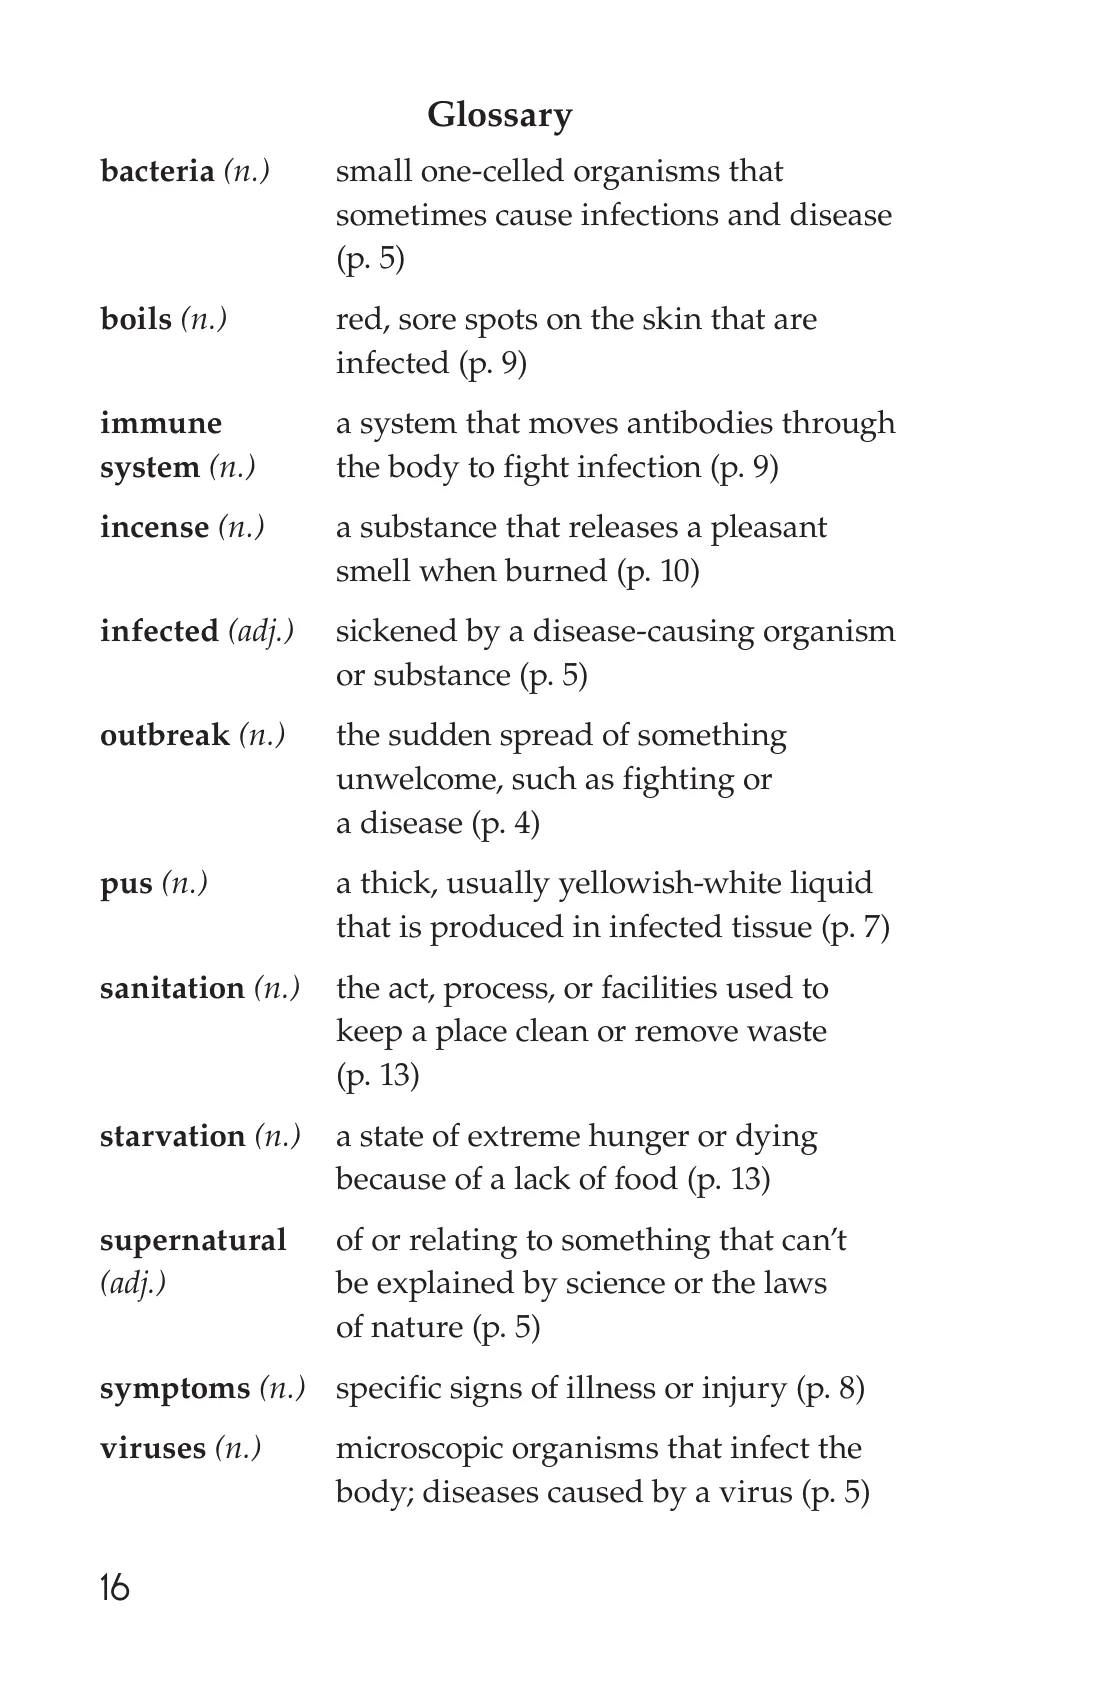 Glossary
bacteria (n.) small one-celled organisms that
sometimes cause infections and disease
(p. 5)
boils (n.) red, sore spots on the skin that are
infected (p. 9)
immune a system that moves antibodies through
system (n.) the body to fight infection (p. 9)
incense (n.) a substance that releases a pleasant
smell when burned (p. 10)
infected (adj.) sickened by a disease-causing organism
or substance (p. 5)
outbreak (n.) the sudden spread of something
unwelcome, such as fighting or
a disease (p. 4)
pus (n.) a thick, usually yellowish-white liquid
that is produced in infected tissue (p. 7)
sanitation (n.) the act, process, or facilities used to
keep a place clean or remove waste
(p. 13)
starvation (n.) a state of extreme hunger or dying
because of a lack of food (p. 13)
supernatural of or relating to something that can’t
(adj.) be explained by science or the laws
of nature (p. 5)
symptoms (n.) specific signs of illness or injury (p. 8)
viruses (n.) microscopic organisms that infect the
body; diseases caused by a virus (p. 5)
16